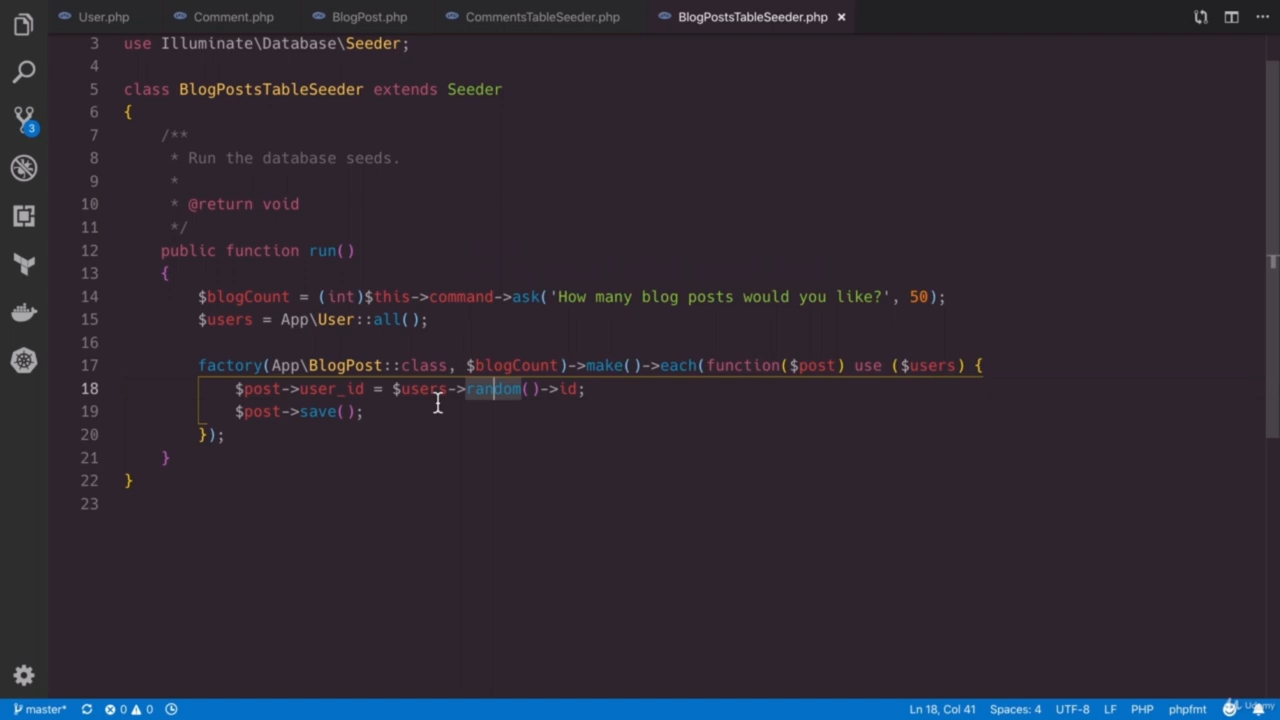 User.php Comment.php BlogPost.php CommentsTableSeeder.php BlogPostsTableSeeder.php ×
3 use Illuminate\Database\Seeder;
4
5 class BlogPostsTableSeeder extends Seeder
6 {
7 /**
8 * Run the database seeds.
9 *
10 * @return void
11 */
12 public function run()
13 {
14 $blogCount = (int)$this->command->ask('How many blog posts would you like?', 50);
15 $users = App\User::all();
16
17 factory(App\BlogPost::class, $blogCount)->make()->each(function($post) use ($users) {
18 $post->user_id = $users->random()->id;
19 $post->save();
20 });
21 }
22 }
23
3
master* 0 0 Ln 18, Col 41 Spaces: 4 UTF-8 LF PHP phpfmt Udemy